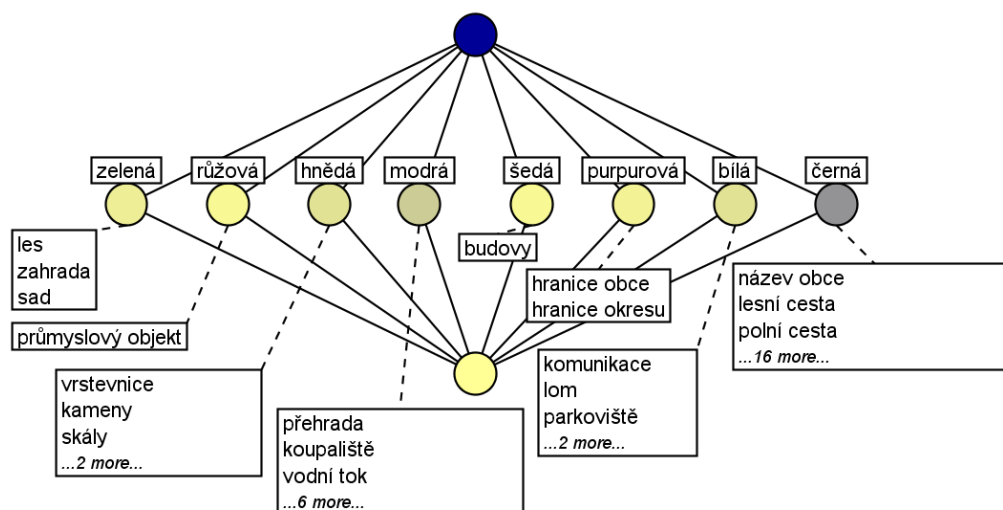 zelená
růžová
hnědá
modrá
šedá
purpurová
bílá
černá
les
zahrada
sad
průmyslový objekt
vrstevnice
kameny
skály
...2 more...
přehrada
koupaliště
vodní tok
...6 more...
budovy
hranice obce
hranice okresu
komunikace
lom
parkoviště
...2 more...
název obce
lesní cesta
polní cesta
...16 more...